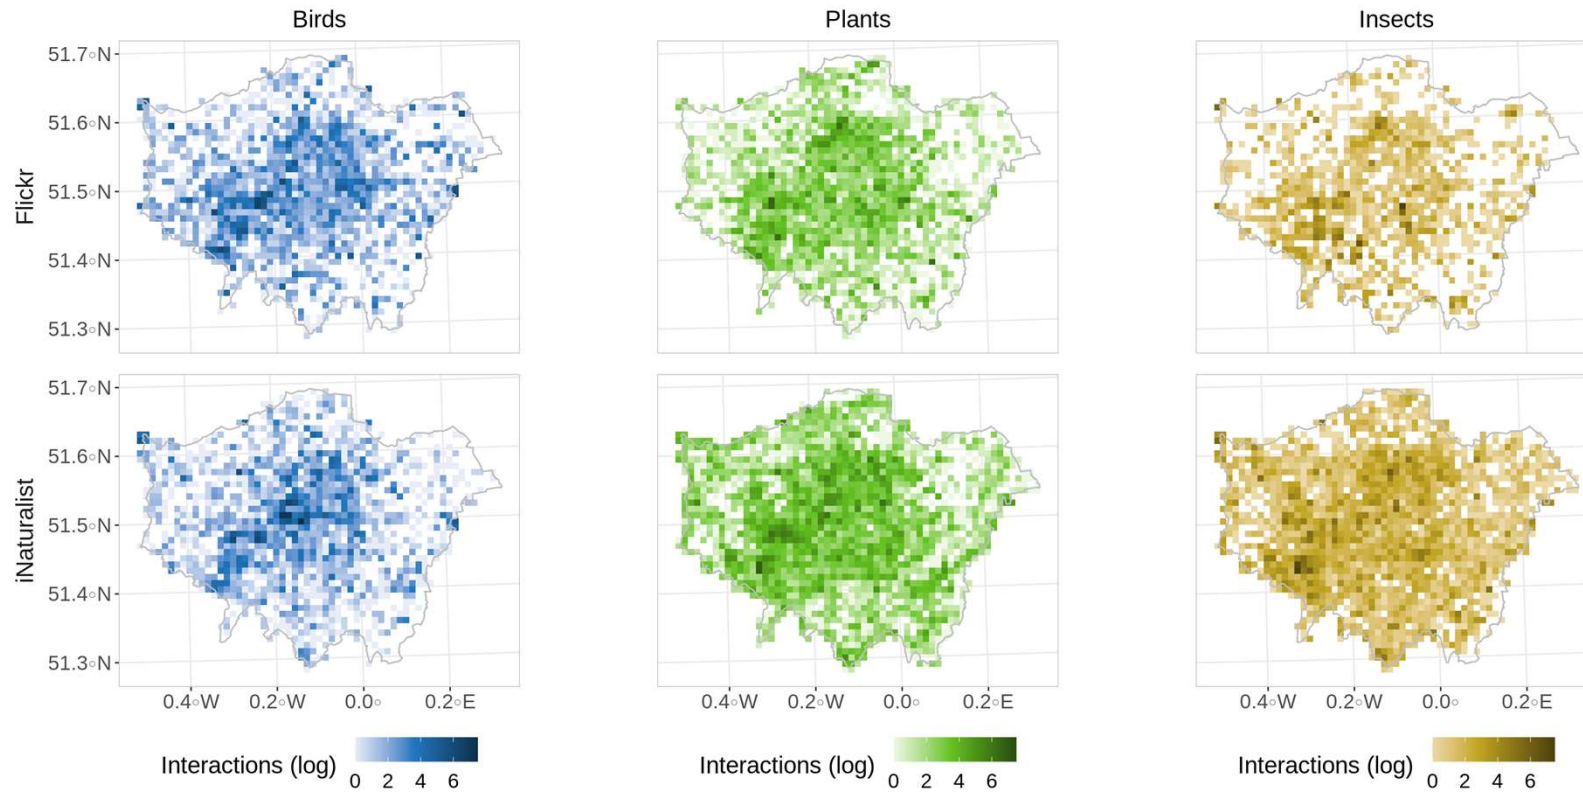 Birds Plants Insects
Flickr
51.7◦N
51.6◦N
51.5◦N
51.4◦N
51.3◦N
iNaturalist
51.7◦N
51.6◦N
51.5◦N
51.4◦N
51.3◦N
0.4◦W 0.2◦W 0.0◦ 0.2◦E 0.4◦W 0.2◦W 0.0◦ 0.2◦E 0.4◦W 0.2◦W 0.0◦ 0.2◦E
Interactions (log) 0 2 4 6 Interactions (log) 0 2 4 6 Interactions (log) 0 2 4 6